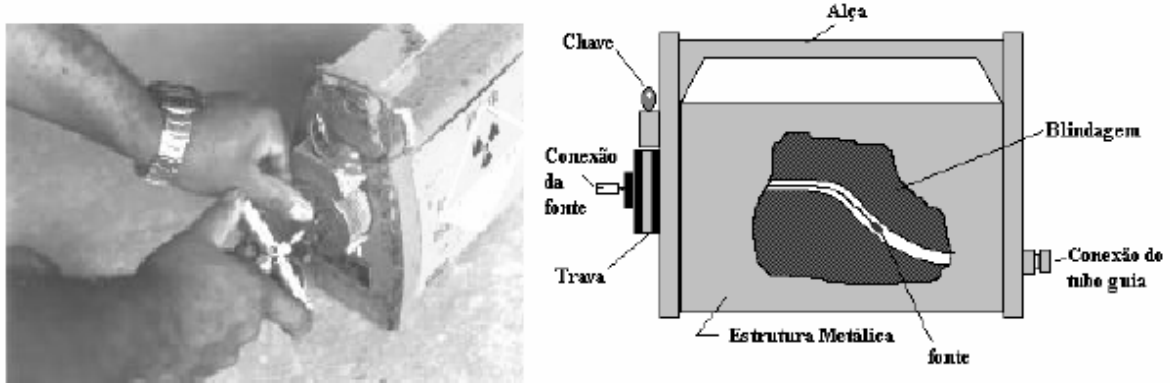 Alça
Chave
Blindagem
Conexão
da
fonte
Trava
Conexão do
tubo guia
Estrutura Metálica
fonte